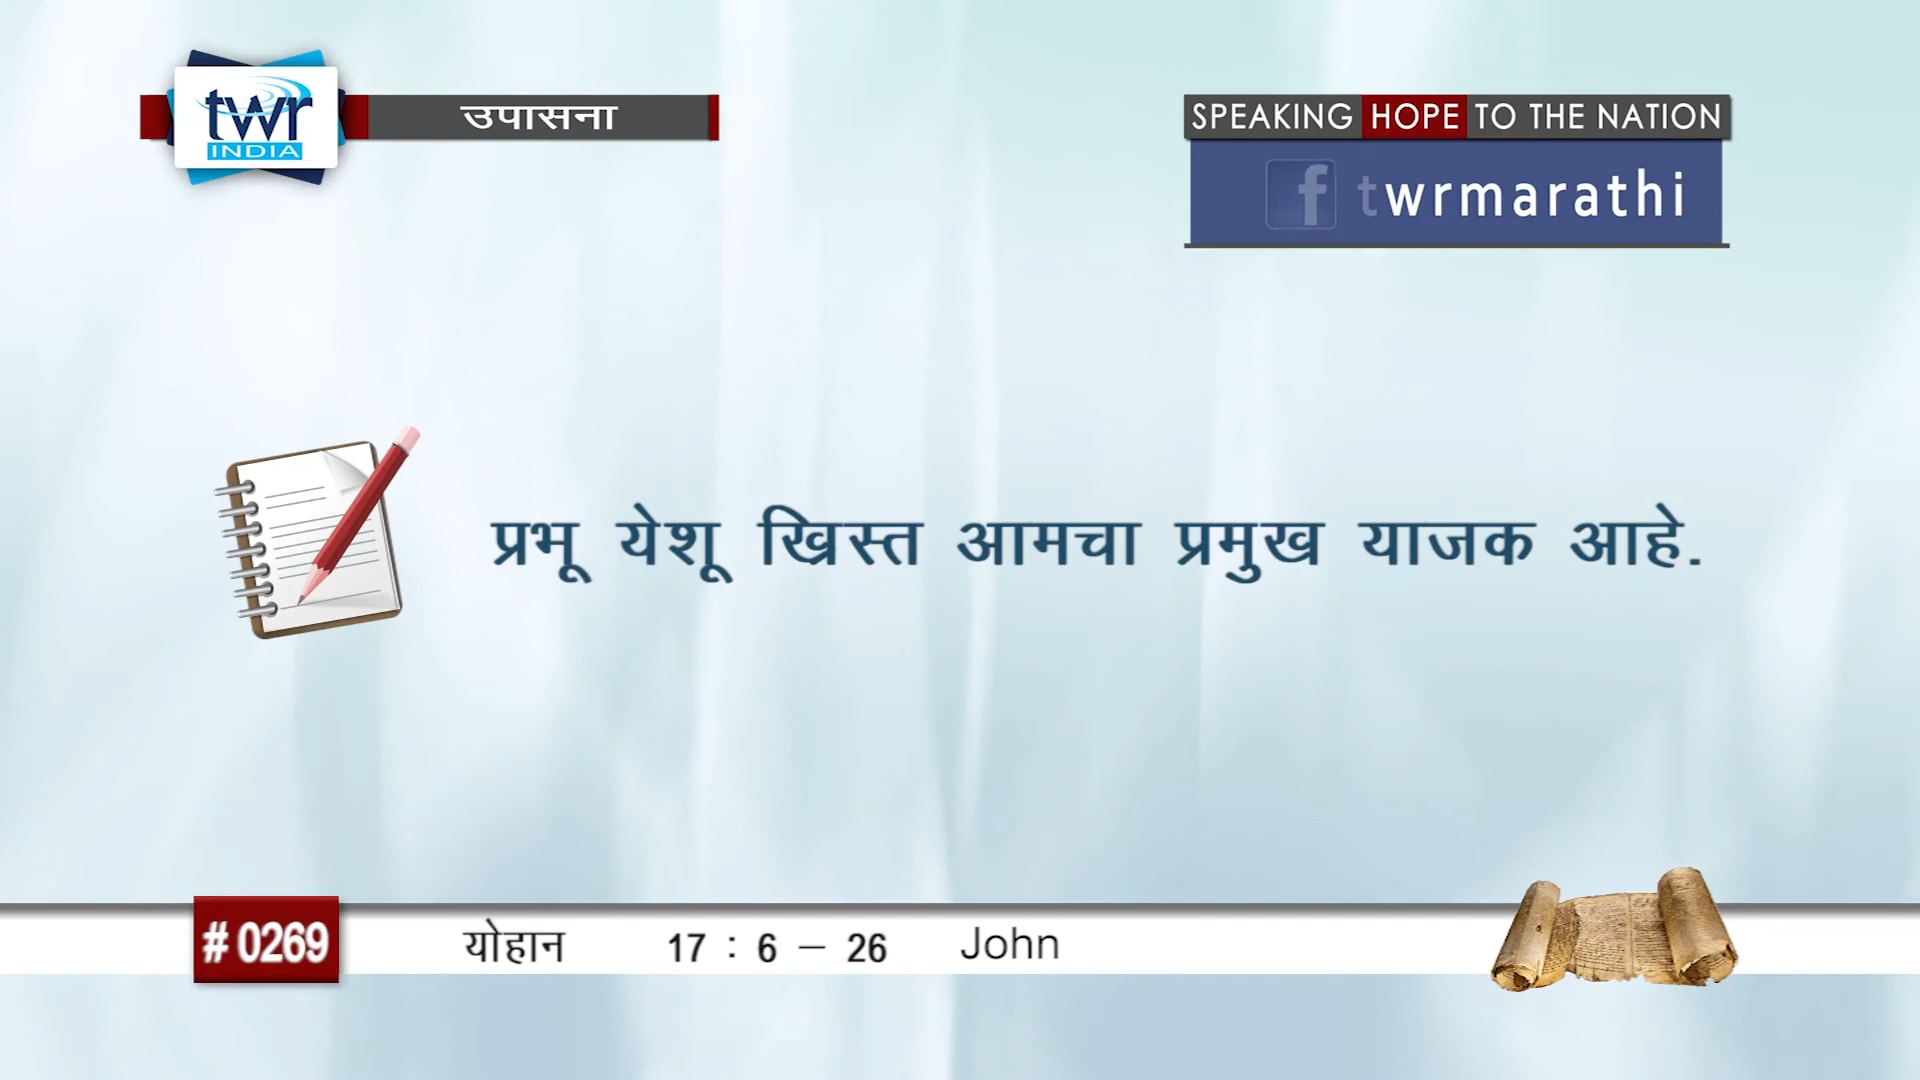 twr
INDIA
उपासना
SPEAKING HOPE TO THE NATION
twrmarathi
प्रभू येशू ख्रिस्त आमचा प्रमुख याजक आहे.
# 0269
योहान 17 : 6 – 26 John